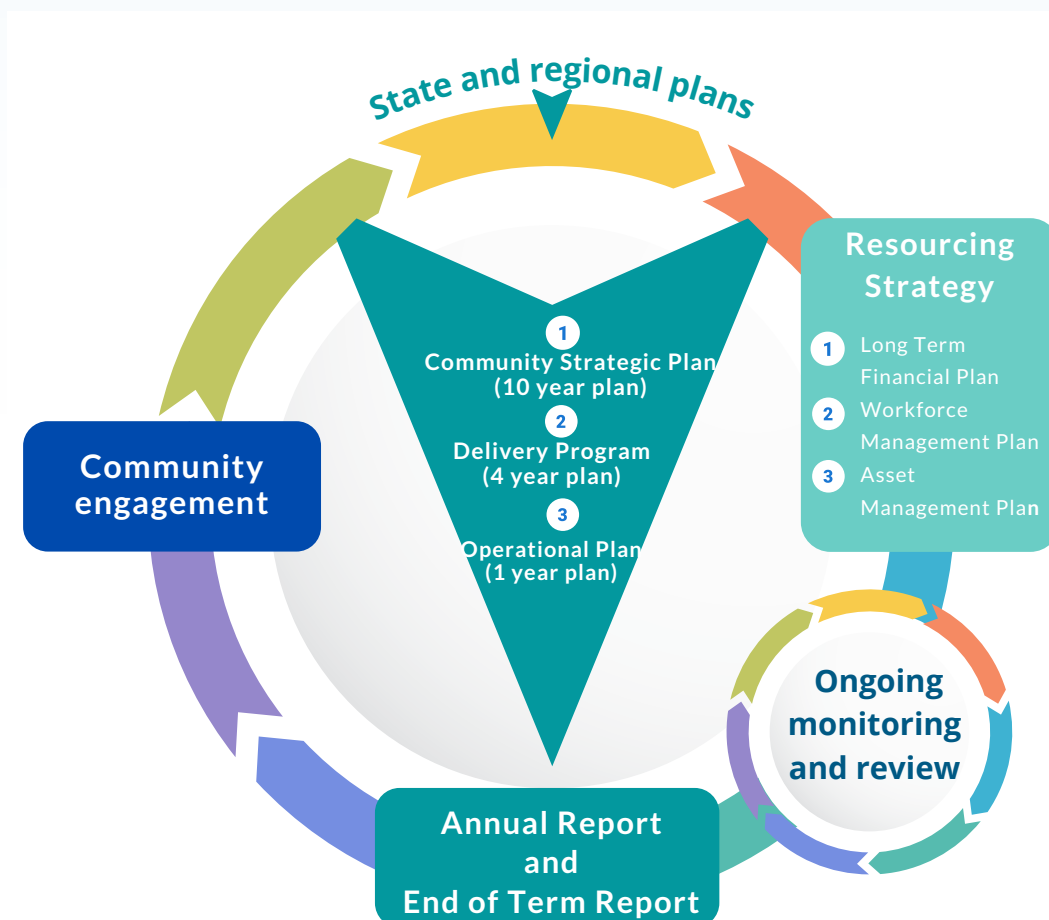 State and regional plans
1
Community Strategic Plan
(10 year plan)
2
Delivery Program
(4 year plan)
3
Operational Plan
(1 year plan)
Resourcing
Strategy
1 Long Term
Financial Plan
2 Workforce
Management Plan
3 Asset
Management Plan
Community
engagement
Ongoing
monitoring
and review
Annual Report
and
End of Term Report